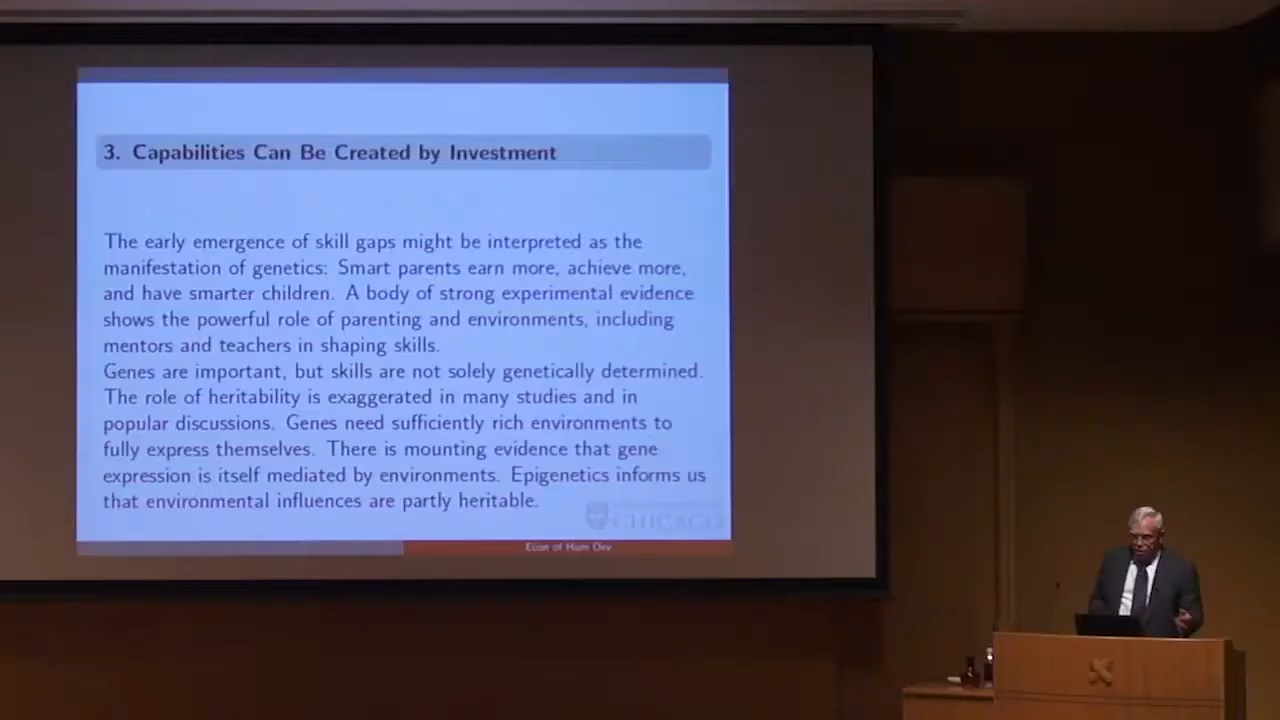 3. Capabilities Can Be Created by Investment
The early emergence of skill gaps might be interpreted as the
manifestation of genetics: Smart parents earn more, achieve more,
and have smarter children. A body of strong experimental evidence
shows the powerful role of parenting and environments, including
mentors and teachers in shaping skills.
Genes are important, but skills are not solely genetically determined.
The role of heritability is exaggerated in many studies and in
popular discussions. Genes need sufficiently rich environments to
fully express themselves. There is mounting evidence that gene
expression is itself mediated by environments. Epigenetics informs us
that environmental influences are partly heritable.
CHICAGO
Econ of Hum Dev